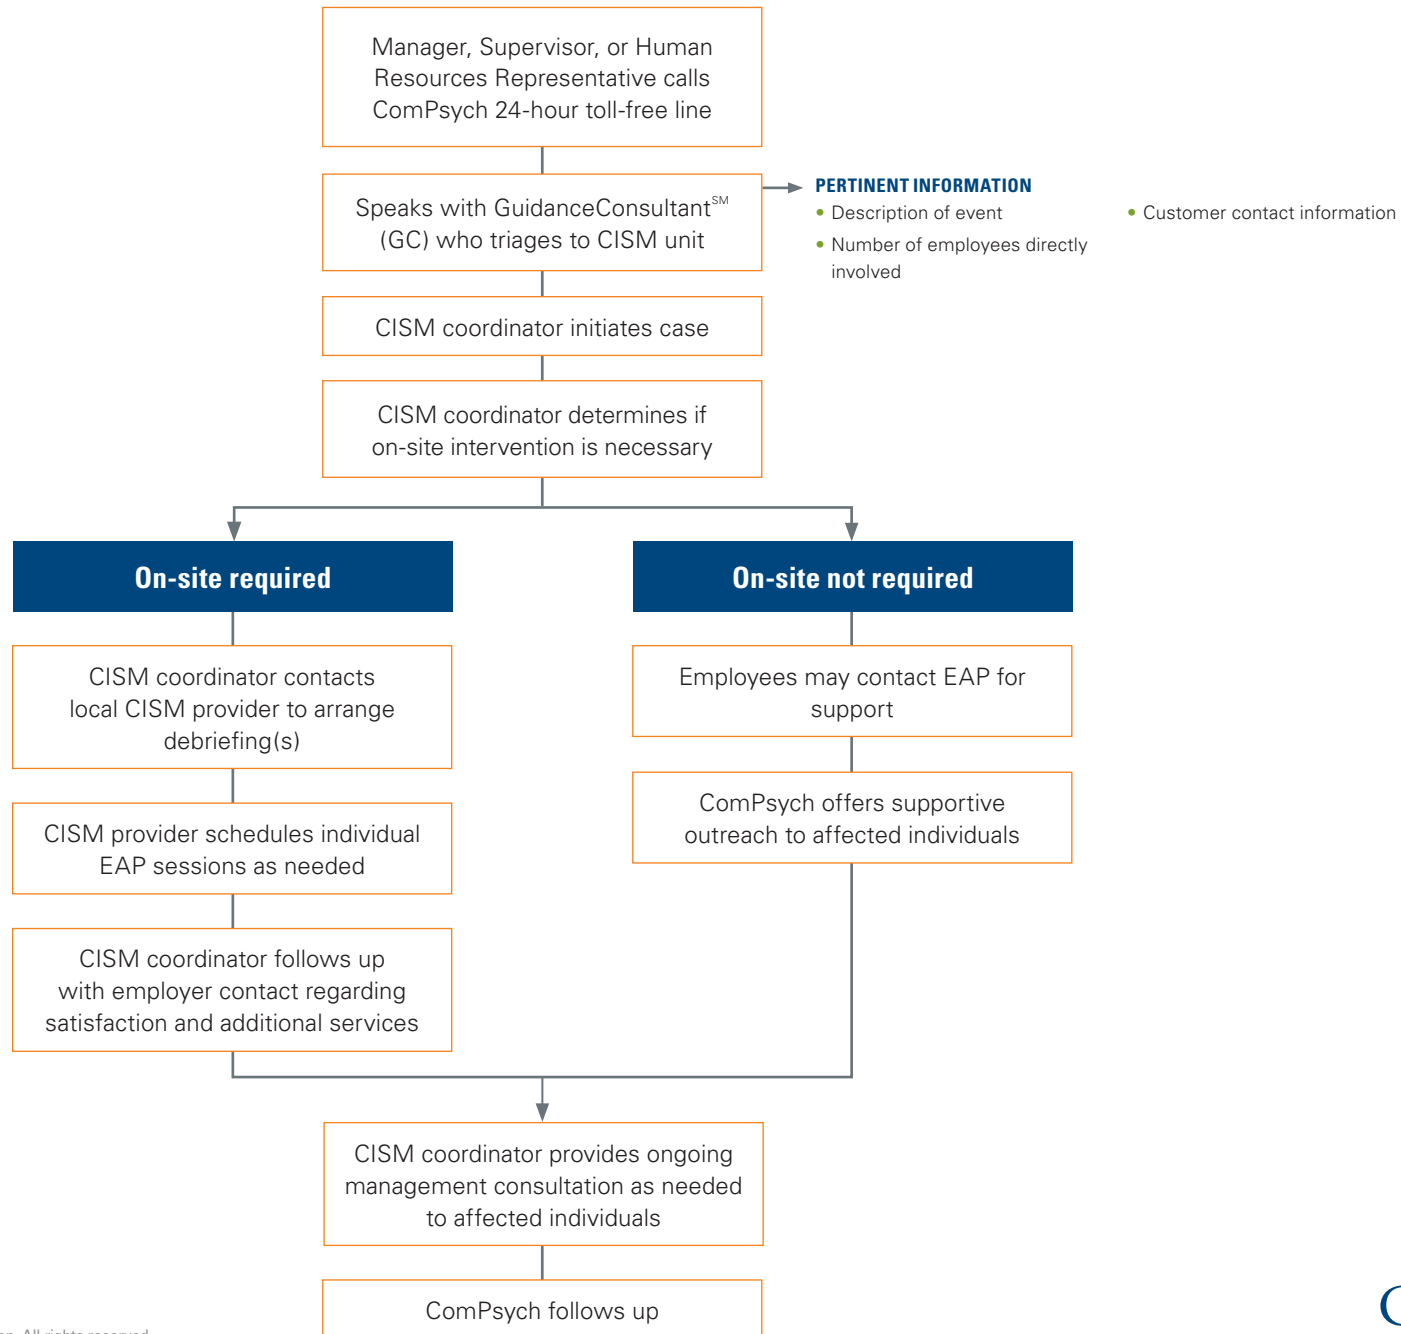 Manager, Supervisor, or Human
Resources Representative calls
ComPsych 24-hour toll-free line
Speaks with GuidanceConsultant℠
(GC) who triages to CISM unit
PERTINENT INFORMATION
• Description of event
• Number of employees directly
involved
• Customer contact information
CISM coordinator initiates case
CISM coordinator determines if
on-site intervention is necessary
On-site required
CISM coordinator contacts
local CISM provider to arrange
debriefing(s)
CISM provider schedules individual
EAP sessions as needed
CISM coordinator follows up
with employer contact regarding
satisfaction and additional services
On-site not required
Employees may contact EAP for
support
ComPsych offers supportive
outreach to affected individuals
CISM coordinator provides ongoing
management consultation as needed
to affected individuals
ComPsych follows up
All rights reserved